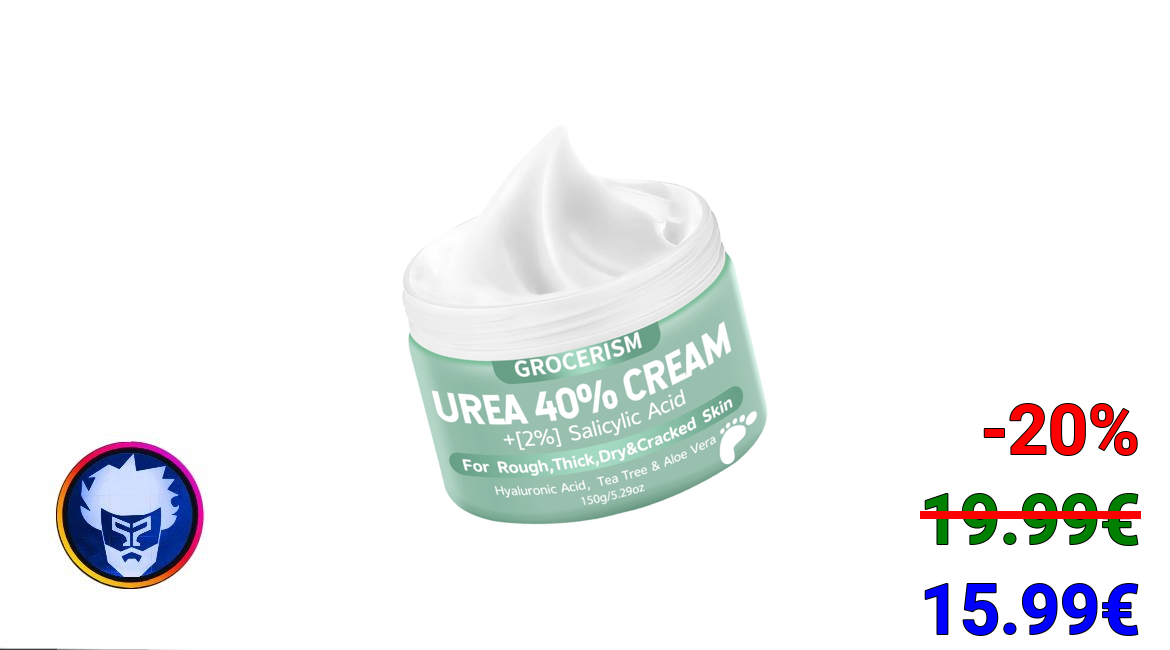 GROCERISM
UREA 40% CREAM
+[2%] Salicylic Acid
For Rough,Thick,Dry&Cracked Skin
Hyaluronic Acid, Tea Tree & Aloe Vera
150g/5.29oz
-20%
19.99€
15.99€